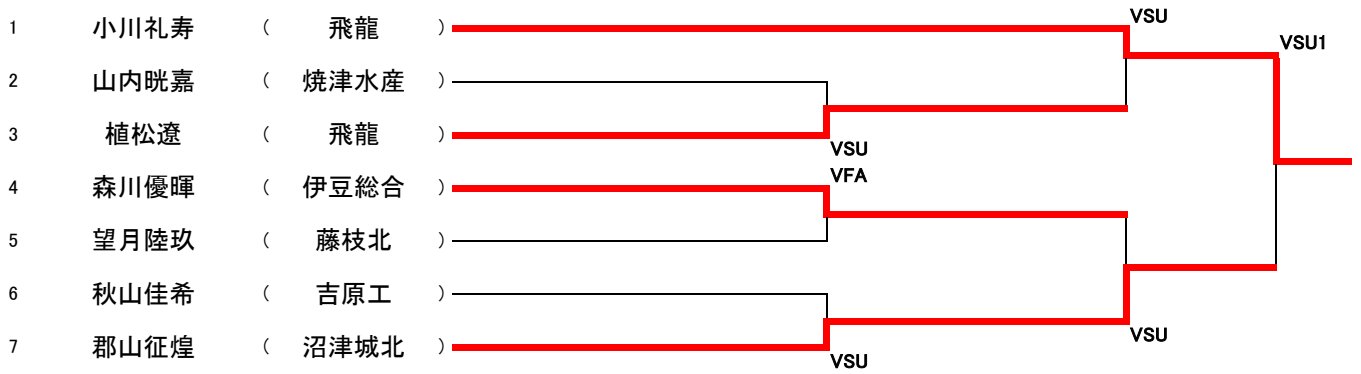 1 小川礼寿 ( 飛龍 ) VSU
VSU1
2 山内晄嘉 ( 焼津水産 )
3 植松遼 ( 飛龍 ) VSU
4 森川優暉 ( 伊豆総合 ) VFA
5 望月陸玖 ( 藤枝北 )
6 秋山佳希 ( 吉原工 )
VSU
7 郡山征煌 ( 沼津城北 ) VSU